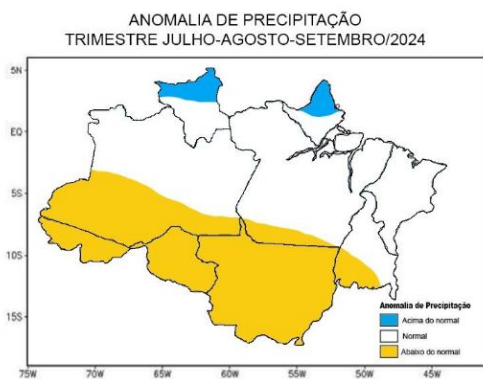 ANOMALIA DE PRECIPITAÇÃO
TRIMESTRE JULHO-AGOSTO-SETEMBRO/2024
5N
EQ
5S
10S
15S
Anomalia de Precipitação
Acima do normal
Normal
Abaixo do normal
75W 70W 65W 60W 55W 50W 45W